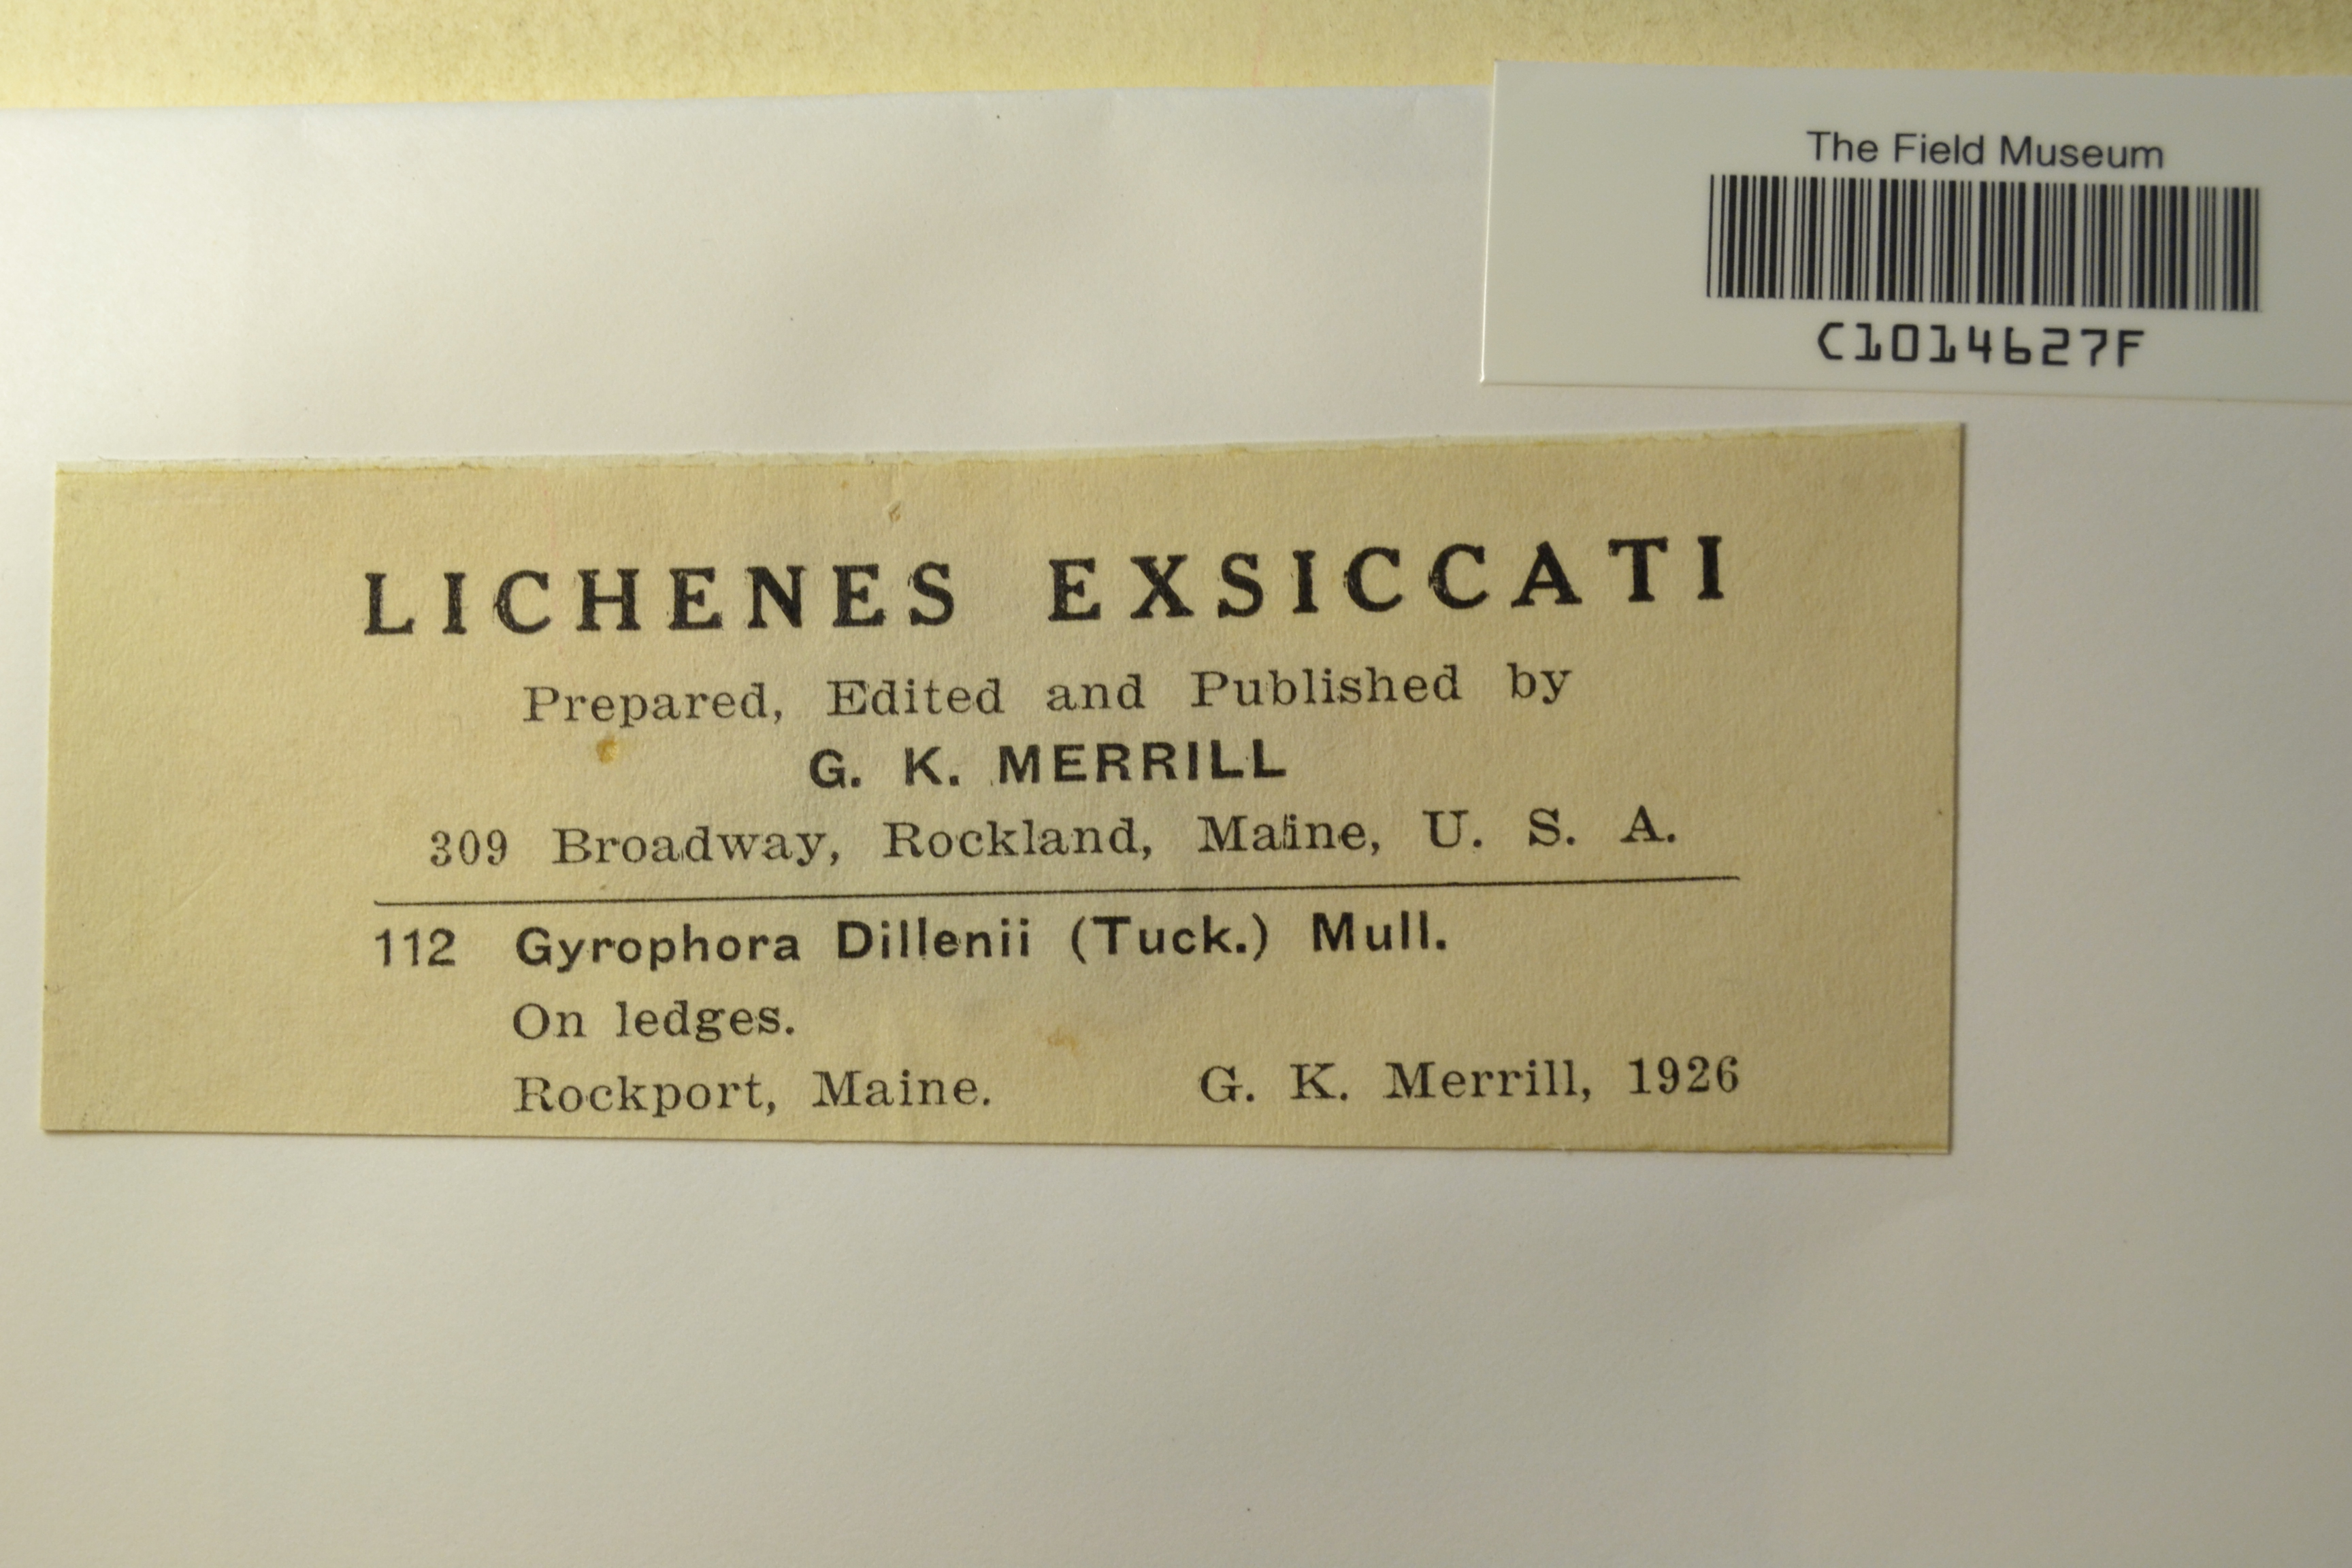 The Field Museum
C1014627F
LICHENES EXSICCATI
Prepared, Edited and Published by
G. K. MERRILL
309 Broadway, Rockland, Maine, U. S. A.
112 Gyrophora Dillenii (Tuck.) Mull.
On ledges.
Rockport, Maine. G. K. Merrill, 1926